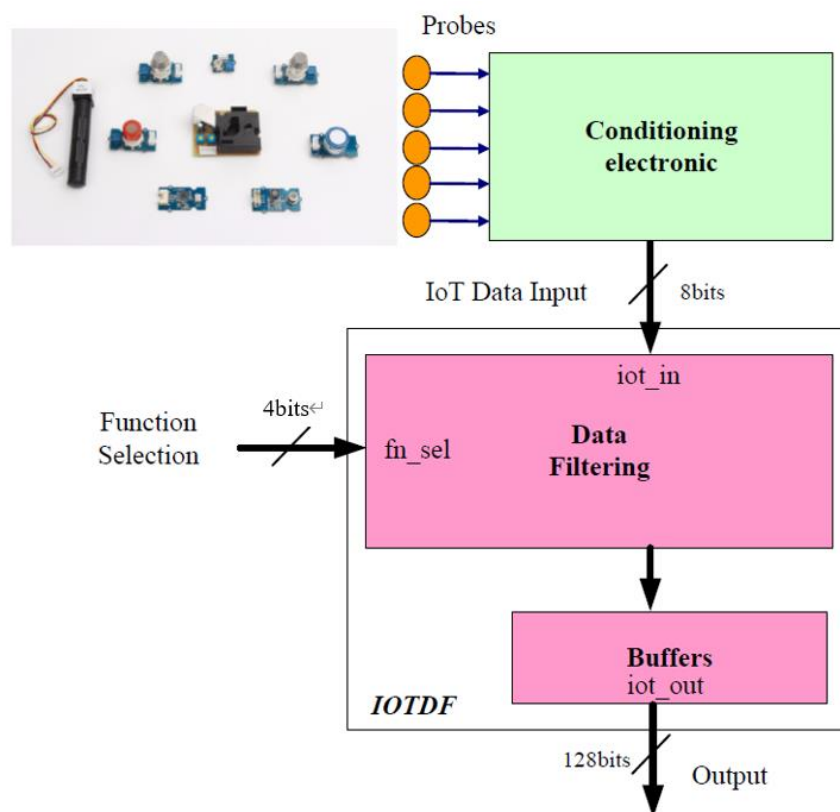 Probes
Conditioning
electronic
IoT Data Input
8bits
iot_in
Function
Selection
4bits↵
fn_sel
Data
Filtering
Buffers
iot_out
IOTDF
128bits
Output